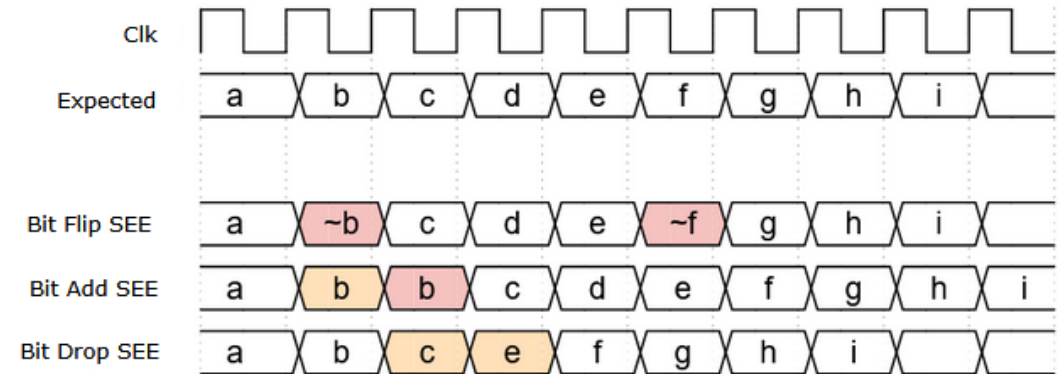 Clk
Expected a b c d e f g h i
Bit Flip SEE a ~b c d e ~f g h i
Bit Add SEE a b b c d e f g h i
Bit Drop SEE a b c e f g h i